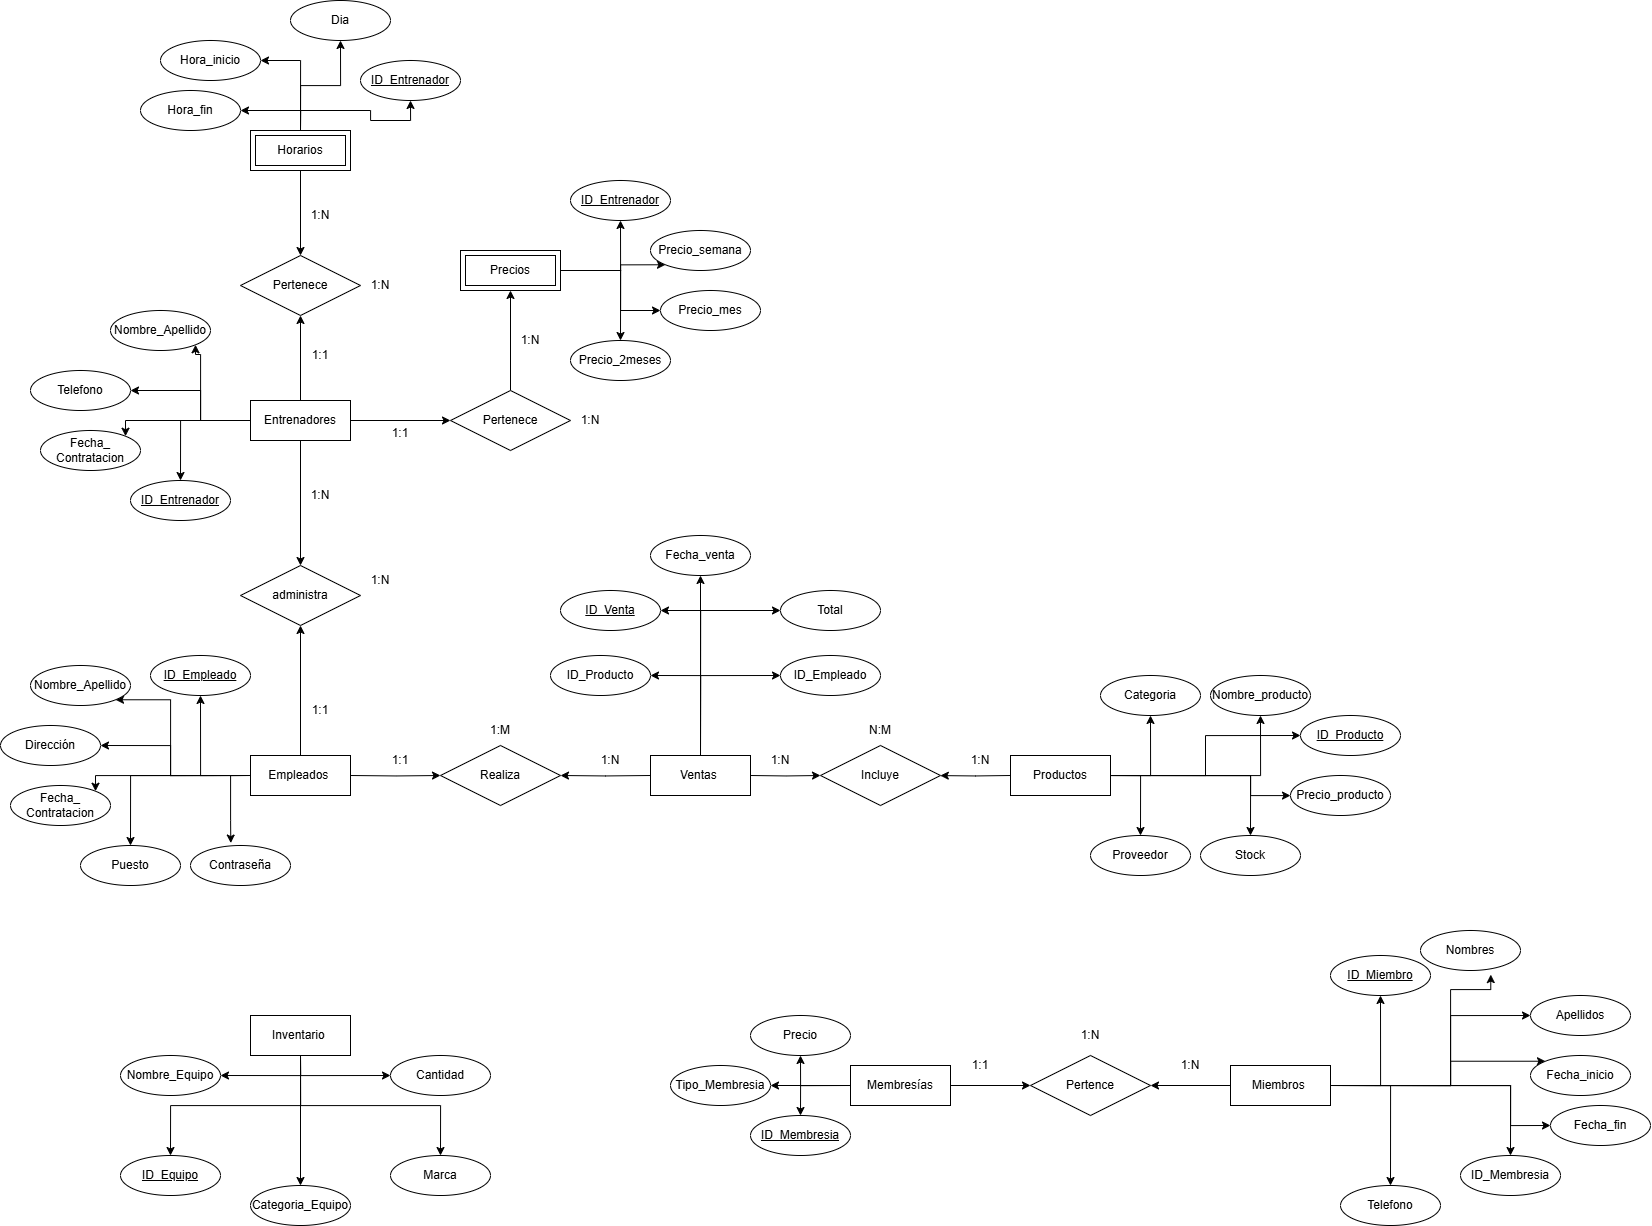 Dia
Hora_inicio
ID_Entrenador
Hora_fin
Horarios
1:N
Pertenece
1:N
1:1
ID_Entrenador
Precio_semana
Precios
Precio_mes
Precio_2meses
1:N
Pertenece
1:N
1:1
Nombre_Apellido
Telefono
Entrenadores
Fecha_
Contratacion
ID_Entrenador
1:N
administra
1:N
1:1
Fecha_venta
ID_Venta
Total
ID_Producto
ID_Empleado
Nombre_Apellido
ID_Empleado
Dirección
Empleados
Fecha_
Contratacion
Puesto
Contraseña
1:1
1:M
Realiza
1:N
Ventas
1:N
N:M
Incluye
1:N
Productos
Categoria
Nombre_producto
ID_Producto
Precio_producto
Proveedor
Stock
Inventario
Nombre_Equipo
Cantidad
ID_Equipo
Marca
Categoria_Equipo
Precio
Tipo_Membresia
Membresías
ID_Membresia
1:1
1:N
Pertence
1:N
Miembros
ID_Miembro
Nombres
Apellidos
Fecha_inicio
Fecha_fin
ID_Membresia
Telefono